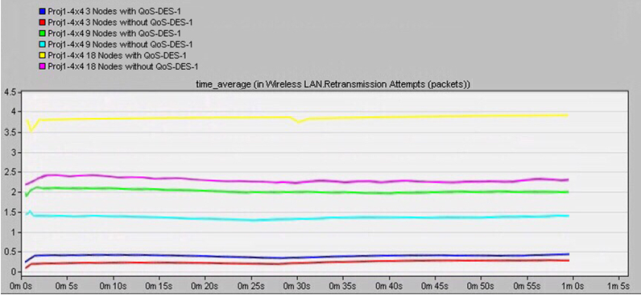 Proj1-4x4 3 Nodes with QoS-DES-1
Proj1-4x4 3 Nodes without QoS-DES-1
Proj1-4x4 9 Nodes with QoS-DES-1
Proj1-4x4 9 Nodes without QoS-DES-1
Proj1-4x4 18 Nodes with QoS-DES-1
Proj1-4x4 18 Nodes without QoS-DES-1
time_average (in Wireless LAN.Retransmission Attempts (packets))
4.5
4
3.5
3
2.5
2
1.5
1
0.5
0
0m 0s 0m 5s 0m 10s 0m 15s 0m 20s 0m 25s 0m 30s 0m 35s 0m 40s 0m 45s 0m 50s 0m 55s 1m 0s 1m 5s